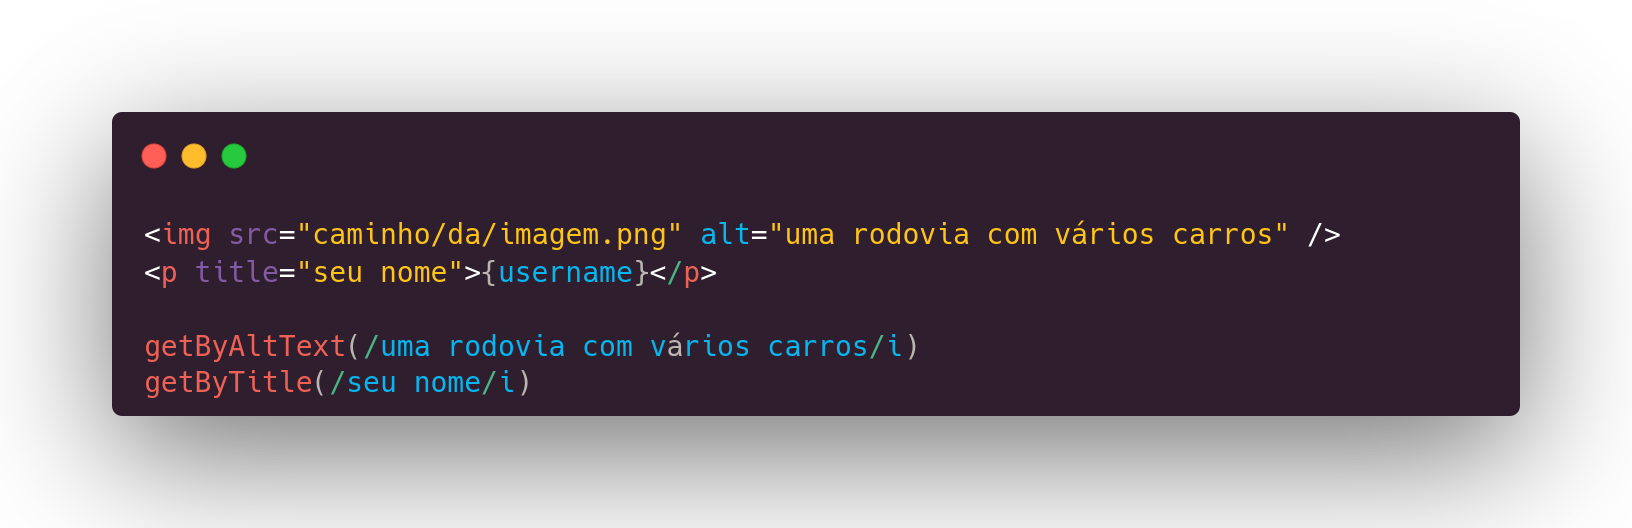 <img src="caminho/da/imagem.png" alt="uma rodovia com vários carros" />
<p title="seu nome">{username}</p>
getByAltText(/uma rodovia com vários carros/i)
getByTitle(/seu nome/i)